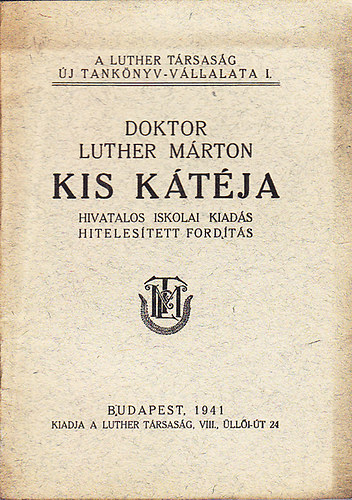 A LUTHER TÁRSASÁG
ÚJ TANKÖNYV-VÁLLALATA I.
DOKTOR
LUTHER MÁRTON
KIS KÁTÉJA
HIVATALOS ISKOLAI KIADÁS
HITELESÍTETT FORDÍTÁS
BUDAPEST, 1941
KIADJA A LUTHER TÁRSASÁG, VIII., ÜLLŐI-ÚT 24